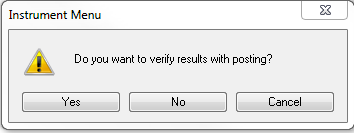 Instrument Menu
Do you want to verify results with posting?
Yes
No
Cancel